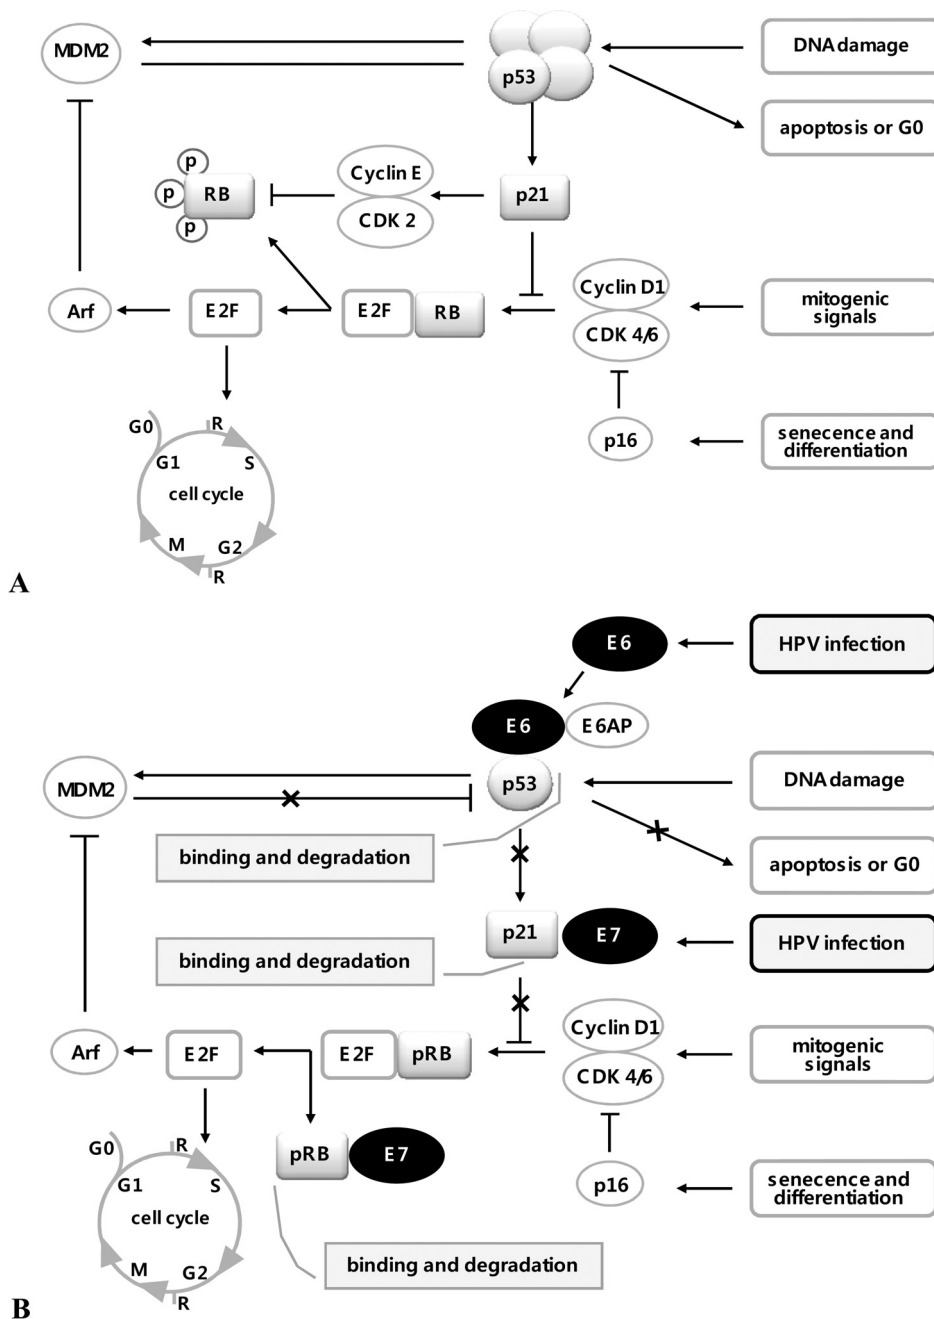 MDM2
p53
DNA damage
apoptosis or G0
p
p
p
RB
Cyclin E
CDK 2
p21
Arf
E2F
E2F
RB
Cyclin D1
CDK 4/6
mitogenic
signals
p16
senecence and
differentiation
G0
R
G1
S
cell cycle
M
G2
R
A
E6
HPV infection
E6
E6AP
MDM2
p53
DNA damage
binding and degradation
apoptosis or G0
p21
E7
HPV infection
binding and degradation
Arf
E2F
E2F
pRB
Cyclin D1
CDK 4/6
mitogenic
signals
pRB
E7
p16
senecence and
differentiation
G0
R
G1
S
cell cycle
M
G2
R
binding and degradation
B